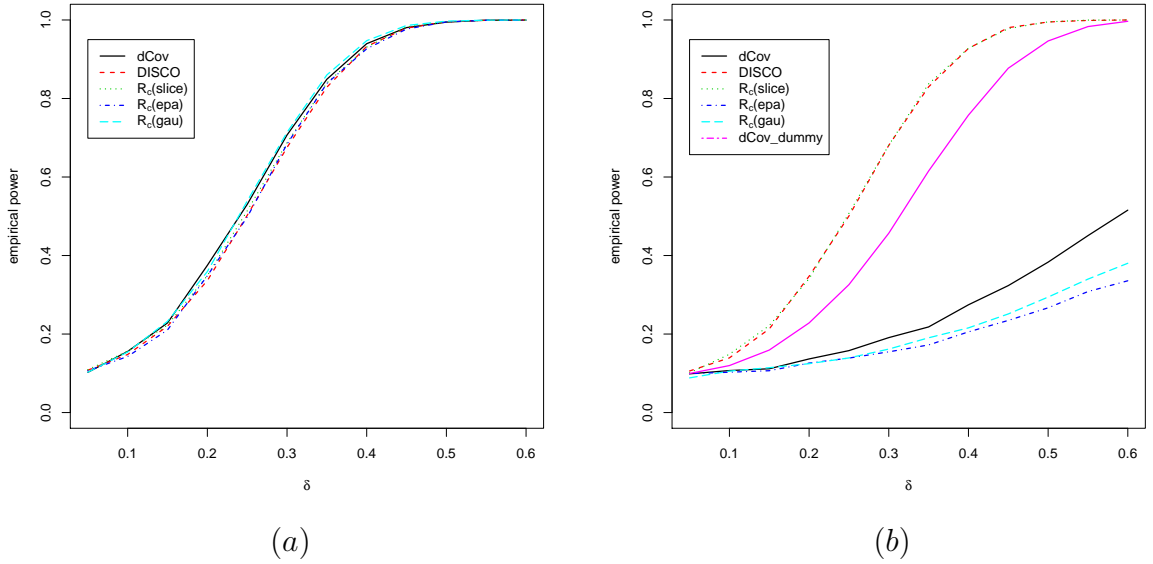 1.0
0.8
0.6
0.4
0.2
0.0
empirical power
dCov
DISCO
R_c(slice)
R_c(epa)
R_c(gau)
0.1 0.2 0.3 0.4 0.5 0.6
δ
(a)
1.0
0.8
0.6
0.4
0.2
0.0
empirical power
dCov
DISCO
R_c(slice)
R_c(epa)
R_c(gau)
dCov_dummy
0.1 0.2 0.3 0.4 0.5 0.6
δ
(b)